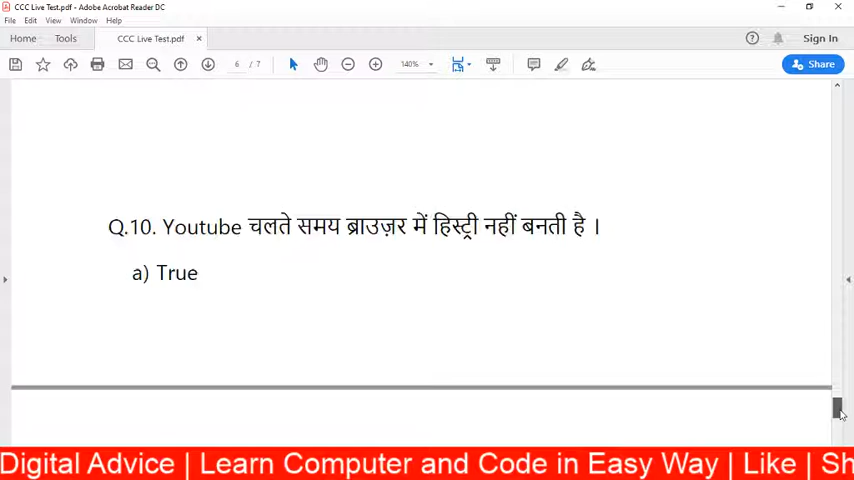 CCC Live Test.pdf - Adobe Acrobat Reader DC
File Edit View Window Help
Home Tools CCC Live Test.pdf × Sign In
6 / 7 140% Share
Q.10. Youtube चलते समय ब्राउज़र में हिस्ट्री नहीं बनती है ।
a) True
Digital Advice | Learn Computer and Code in Easy Way | Like | Sh